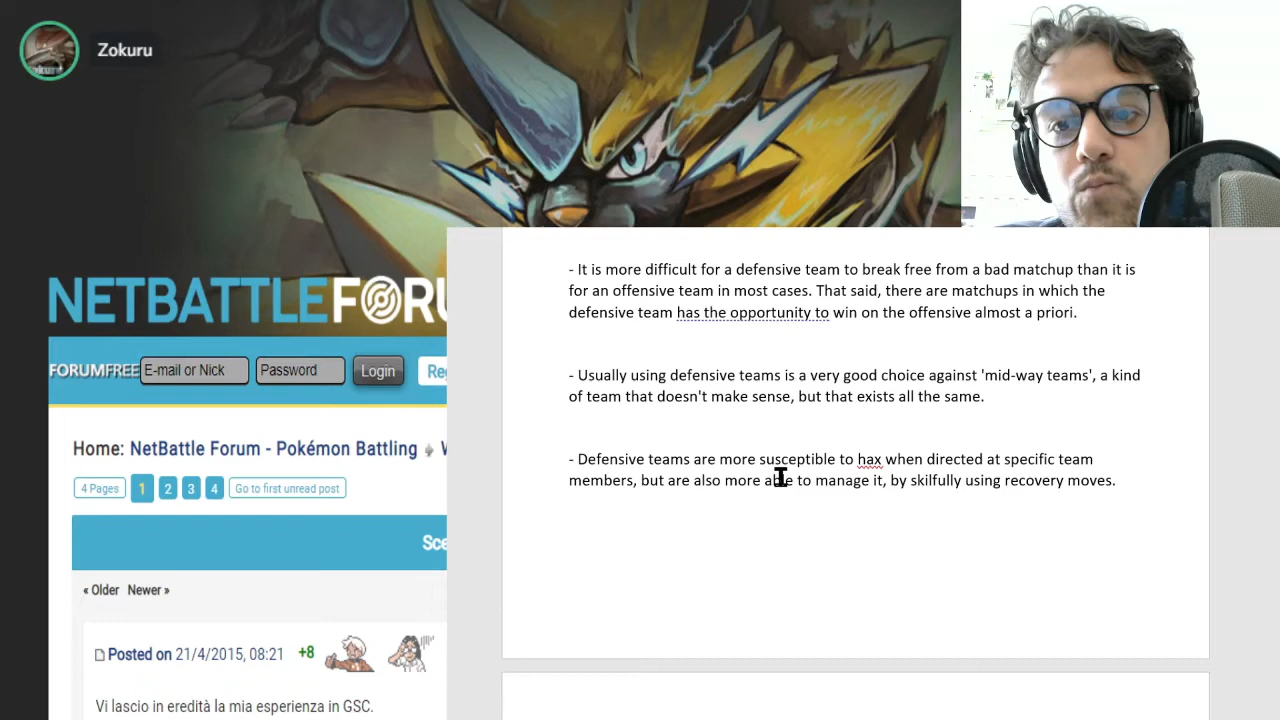 Zokuru
- It is more difficult for a defensive team to break free from a bad matchup than it is
for an offensive team in most cases. That said, there are matchups in which the
defensive team has the opportunity to win on the offensive almost a priori.
- Usually using defensive teams is a very good choice against 'mid-way teams', a kind
of team that doesn't make sense, but that exists all the same.
- Defensive teams are more susceptible to hax when directed at specific team
members, but are also more able to manage it, by skilfully using recovery moves.
NETBATTLEFORU
FORUMFREE E-mail or Nick Password Login Reg
Home: NetBattle Forum - Pokémon Battling
4 Pages 1 2 3 4 Go to first unread post
Sce
« Older Newer »
Posted on 21/4/2015, 08:21 +8
Vi lascio in eredità la mia esperienza in GSC.